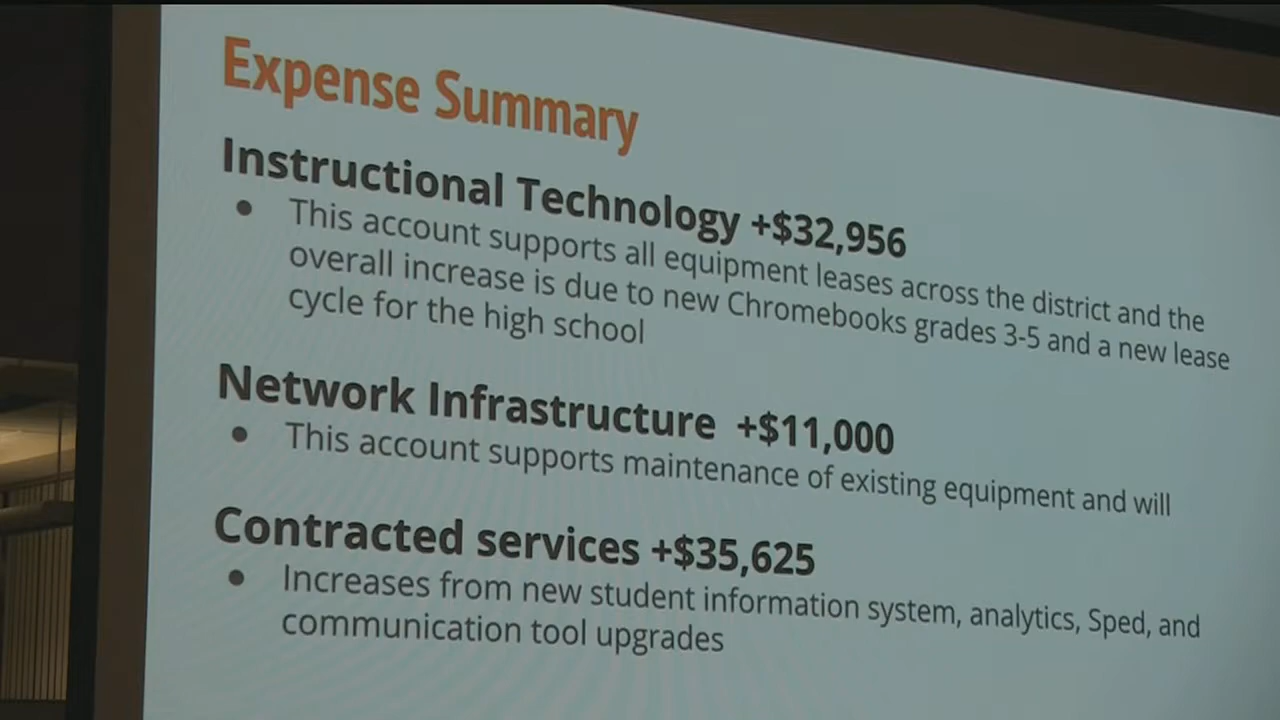 Expense Summary
Instructional Technology +$32,956
• This account supports all equipment leases across the district and the
overall increase is due to new Chromebooks grades 3-5 and a new lease
cycle for the high school
Network Infrastructure +$11,000
• This account supports maintenance of existing equipment and will
Contracted services +$35,625
• Increases from new student information system, analytics, Sped, and
communication tool upgrades